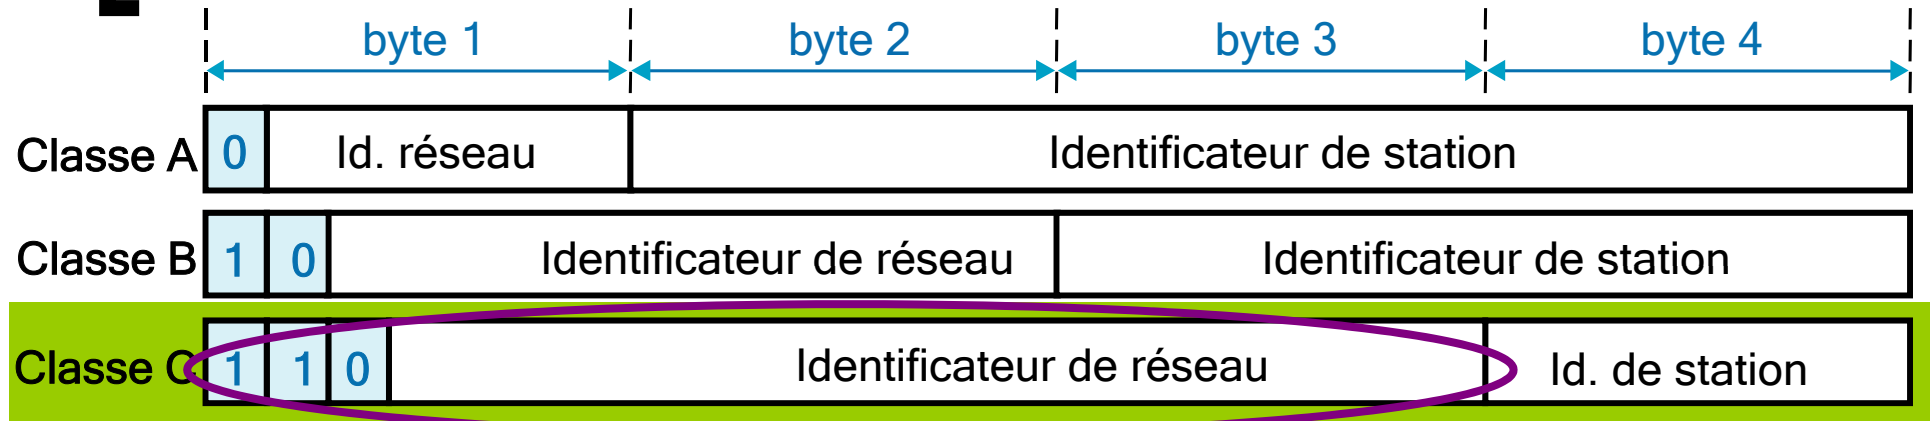 byte 1 byte 2 byte 3 byte 4
Classe A 0 Id. réseau Identificateur de station
Classe B 1 0 Identificateur de réseau Identificateur de station
Classe C 1 1 0 Identificateur de réseau Id. de station